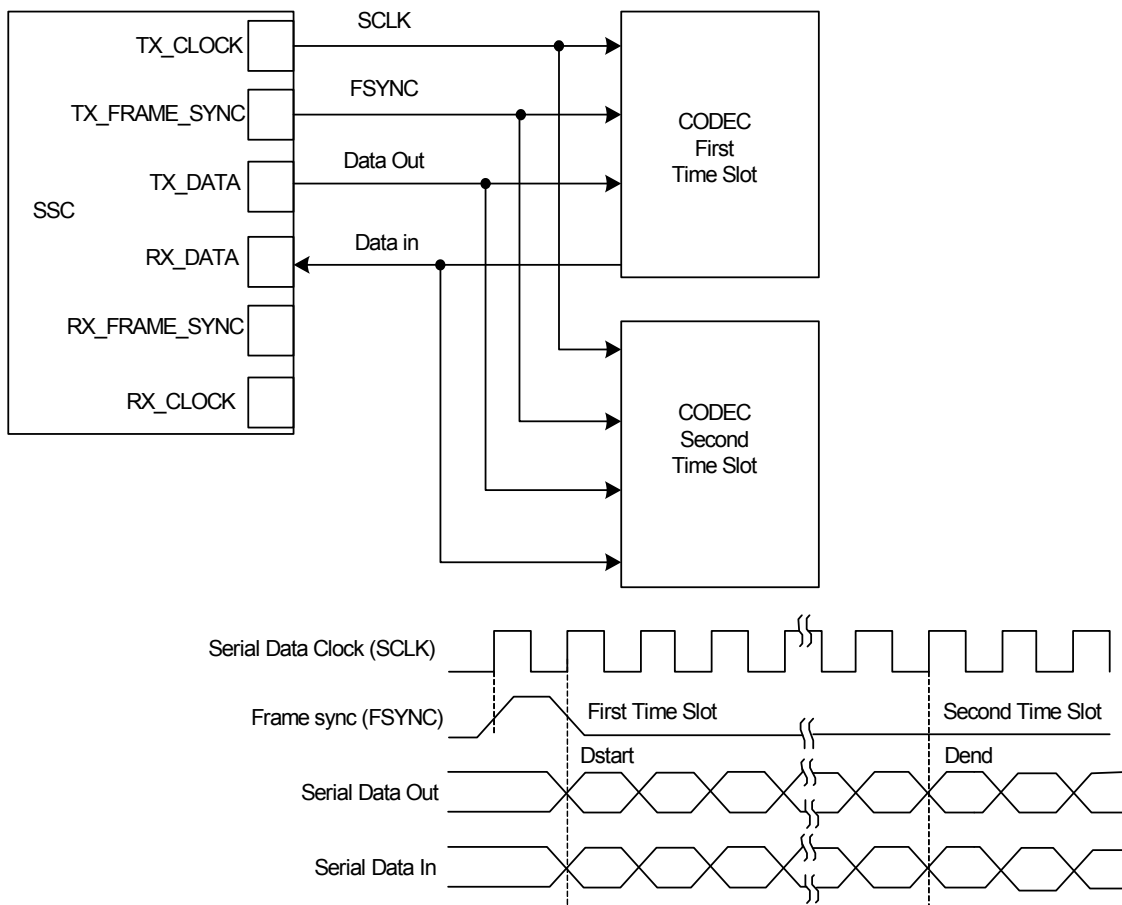 SSC
TX_CLOCK
TX_FRAME_SYNC
TX_DATA
RX_DATA
RX_FRAME_SYNC
RX_CLOCK
SCLK
FSYNC
Data Out
Data in
CODEC
First
Time Slot
CODEC
Second
Time Slot
Serial Data Clock (SCLK)
Frame sync (FSYNC)
First Time Slot
Second Time Slot
Dstart
Dend
Serial Data Out
Serial Data In